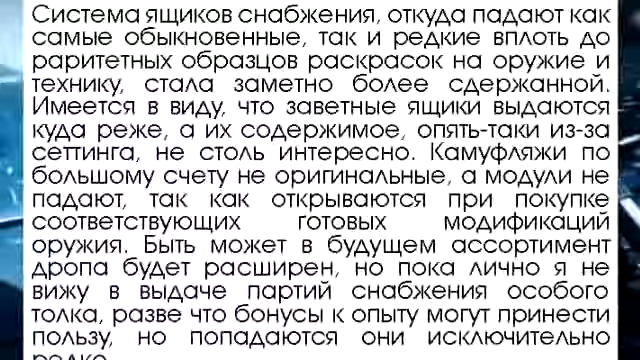 Система ящиков снабжения, откуда падают как
самые обыкновенные, так и редкие вплоть до
раритетных образцов раскрасок на оружие и
технику, стала заметно более сдержанной.
Имеется в виду, что заветные ящики выдаются
куда реже, а их содержимое, опять-таки из-за
сеттинга, не столь интересно. Камуфляжи по
большому счету не оригинальные, а модули не
падают, так как открываются при покупке
соответствующих готовых модификаций
оружия. Быть может в будущем ассортимент
дропа будет расширен, но пока лично я не
вижу в выдаче партий снабжения особого
толка, разве что бонусы к опыту могут принести
пользу, но попадаются они исключительно
редко.